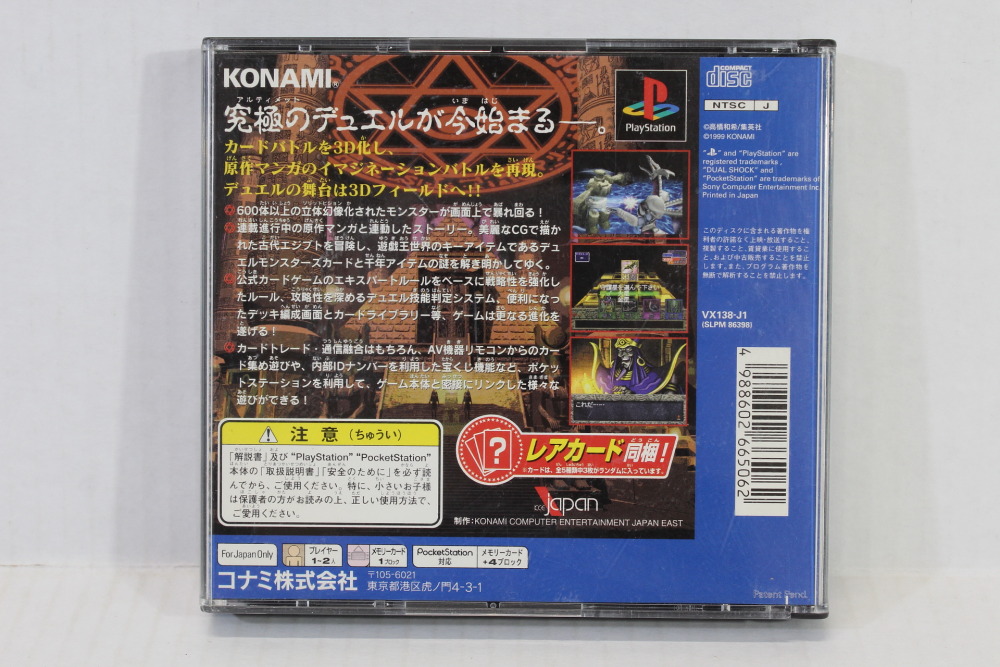 KONAMI®
究極のデュエルが今始まる—。
アルティメット
いま はじ
カードバトルを3D化し、
原作マンガのイマジネーションバトルを再現。
デュエルの舞台は3Dフィールドへ!!
600体以上の立体幻像化されたモンスターが画面上で暴れ回る!
連載進行中の原作マンガと連動したストーリー。美麗なCGで描か
れた古代エジプトを冒険し、遊戯王世界のキーアイテムであるデュ
エルモンスターズカードと千年アイテムの謎を解き明かしてゆく。
公式カードゲームのエキスパートルールをベースに戦略性を強化し
たルール、攻略性を深めるデュエル技能判定システム、便利になっ
たデッキ編成画面とカードライブラリー等、ゲームは更なる進化を
遂げる!
カードトレード・通信融合はもちろん、AV機器リモコンからのカー
ド集め遊びや、内部IDナンバーを利用した宝くじ機能など、ポケッ
トステーションを利用して、ゲーム本体と密接にリンクした様々な
遊びができる!
PlayStation
これだ……
レアカード同梱!
※カードは、全5種類中3枚がランダムに入っています。
?
KCE japan
制作:KONAMI COMPUTER ENTERTAINMENT JAPAN EAST
注意(ちゅうい)
「解説書」及び"PlayStation""PocketStation"
本体の「取扱説明書」「安全のために」を必ず読
んでから、ご使用ください。特に、小さいお子様
は保護者の方がお読みの上、正しい使用方法で、
ご愛用ください。
For Japan Only
プレイヤー
1~2人
メモリーカード
1ブロック
PocketStation
対応
メモリーカード
+4ブロック
コナミ株式会社
〒105-6021
東京都港区虎ノ門4-3-1
COMPACT
disc
NTSC J
©高橋和希/集英社
©1999 KONAMI
" " and "PlayStation" are
registered trademarks ,
"DUAL SHOCK" and
"PocketStation" are trademarks of
Sony Computer Entertainment Inc
Printed in Japan
このディスクに含まれる著作物を権
利者の許諾なく上映・放送すること、
複製すること、賃貸業に使用するこ
と、および中古販売することを禁止
します。また、プログラム著作物を
無断で解析することを禁止します。
VX138-J1
(SLPM 86398)
4 988602 665062
Patent Pend.